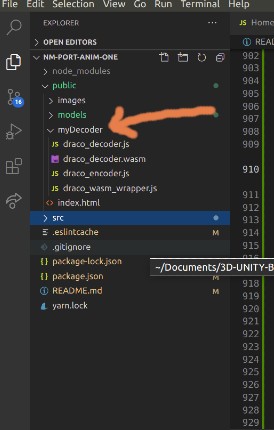 File Edit Selection View Go Run
EXPLORER
OPEN EDITORS
NM-PORT-ANIM-ONE
node_modules
public
images
models
myDecoder
JS draco_decoder.js
draco_decoder.wasm
JS draco_encoder.js
JS draco_wasm_wrapper.js
<> index.html
src
.eslintcache M
.gitignore
{} package-lock.json
{} package.json M
README.md M
yarn.lock
16
~/Documents/3D-UNITY-B
Home
READ
902
903
904
905
906
907
908
909
910
911
912
913
914
915
916
918
919
920
921
922
923
924
925
926
927
928
929